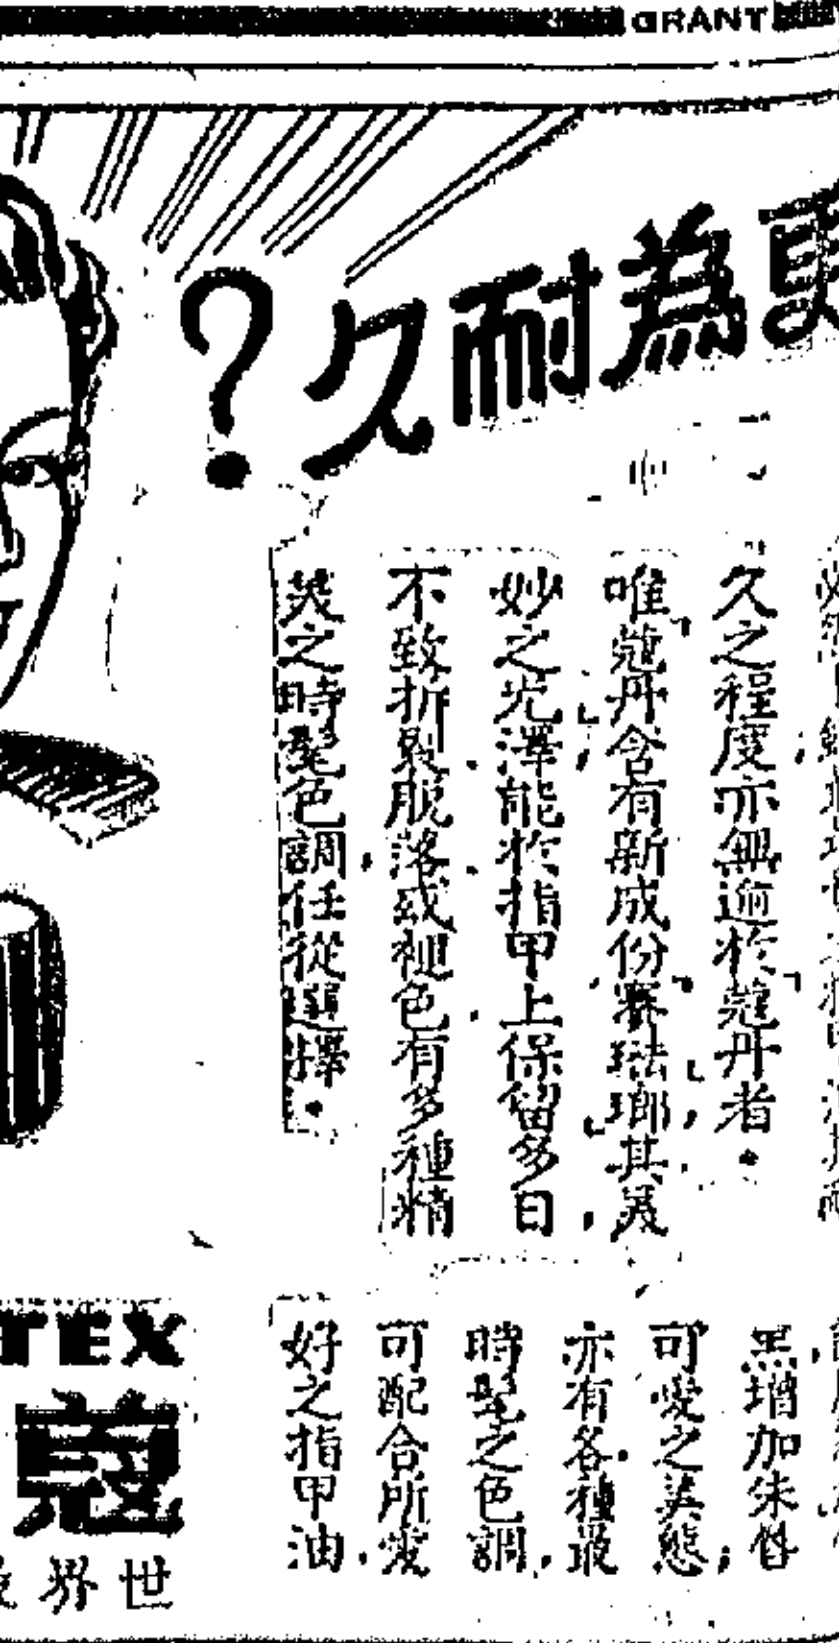 GRANT
更為耐久?
久之程度亦無逾於蔻丹者。
唯蔻丹含有新成份賽琺瑯其美
妙之光澤能於指甲上保留多日
不致折裂脫落或褪色有多種精
美之時髦色調任從選擇。
黑增加朱唇
可愛之美態,
亦有各種最
時髦之色調,
可配合所愛
好之指甲油.
TEX
蔻
世界